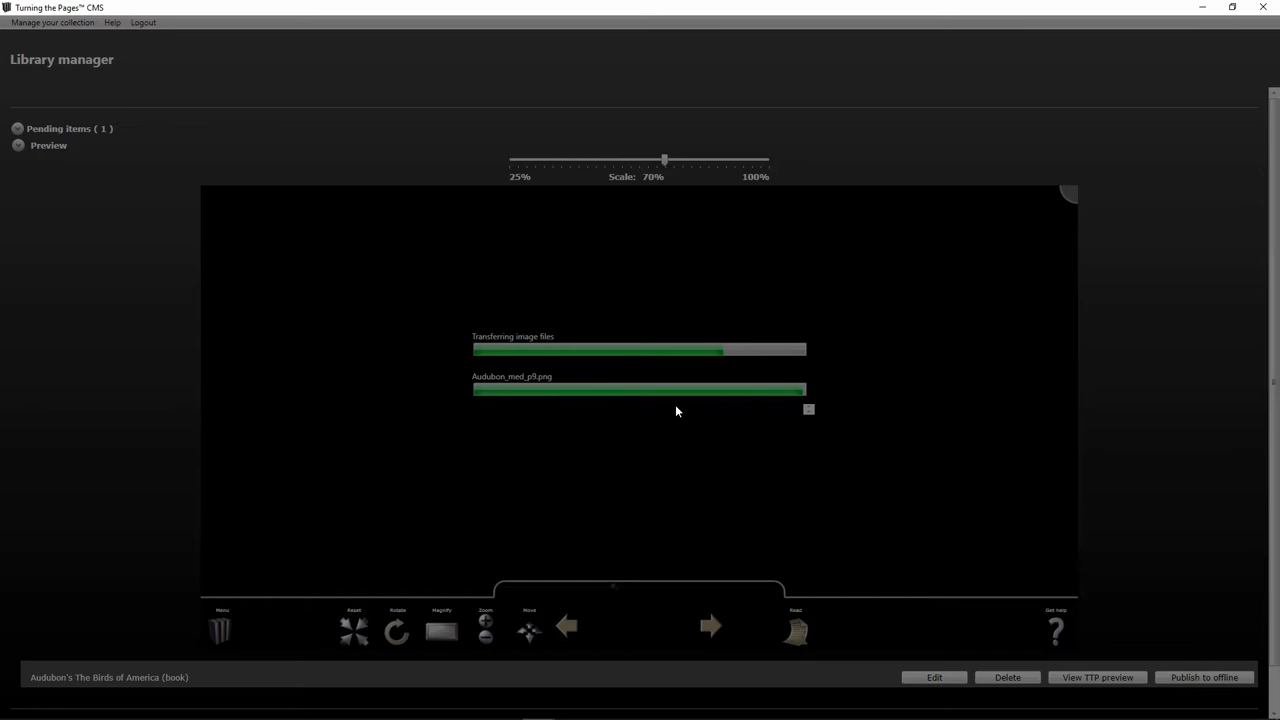 Turning the Pages™ CMS
Manage your collection Help Logout
Library manager
Pending items ( 1 )
Preview
25% Scale: 70% 100%
Transferring image files
Audubon_med_p9.png
Menu Reset Rotate Magnify Zoom Move Read Get help
Audubon's The Birds of America (book) Edit Delete View TTP preview Publish to offline